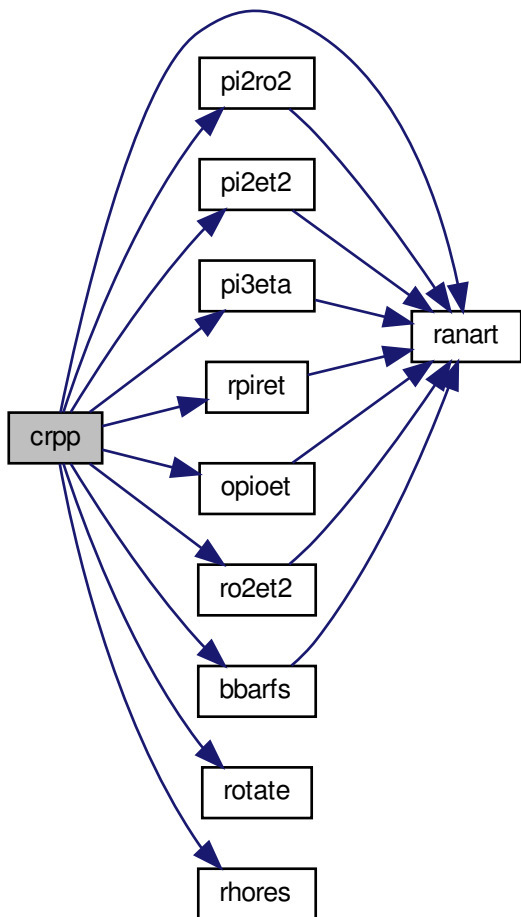 pi2ro2
pi2et2
pi3eta
ranart
rpiret
crpp
opioet
ro2et2
bbarfs
rotate
rhores